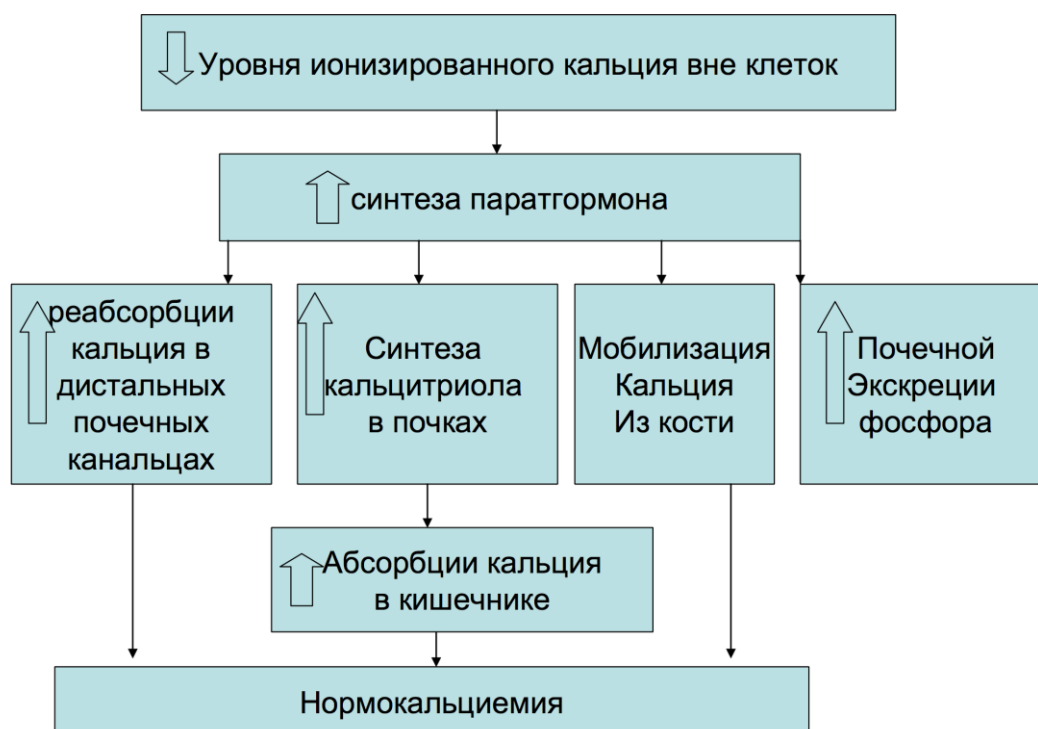 Уровня ионизированного кальция вне клеток
синтеза паратгормона
реабсорбции
кальция в
дистальных
почечных
канальцах
Синтеза
кальцитриола
в почках
Мобилизация
Кальция
Из кости
Почечной
Экскреции
фосфора
Абсорбции кальция
в кишечнике
Нормокальциемия